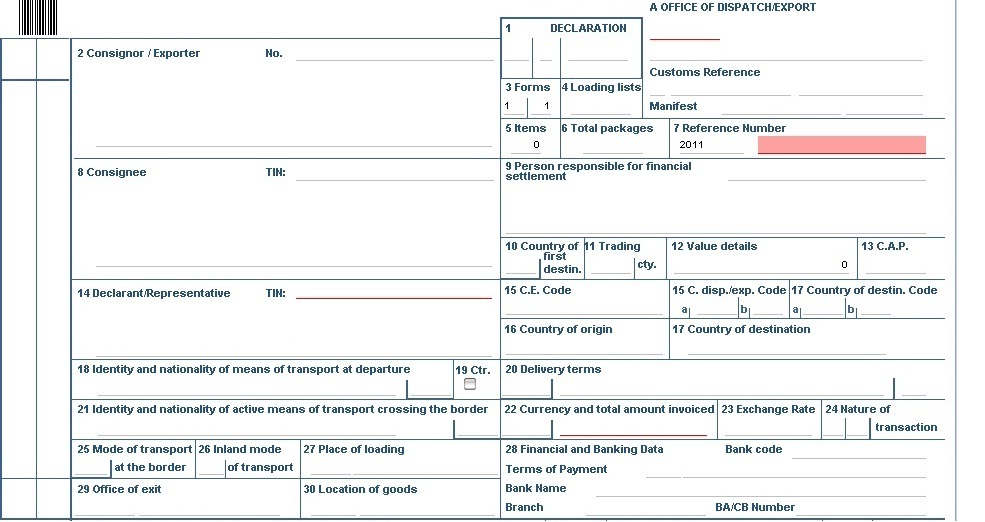 A OFFICE OF DISPATCH/EXPORT
1 DECLARATION
2 Consignor / Exporter No.
Customs Reference
3 Forms 4 Loading lists
1 1
Manifest
5 Items 6 Total packages 7 Reference Number
0 2011
8 Consignee TIN:
9 Person responsible for financial
settlement
10 Country of first destin. 11 Trading cty. 12 Value details 13 C.A.P.
0
14 Declarant/Representative TIN:
15 C.E. Code 15 C. disp./exp. Code 17 Country of destin. Code
a b a b
16 Country of origin 17 Country of destination
18 Identity and nationality of means of transport at departure 19 Ctr. 20 Delivery terms
21 Identity and nationality of active means of transport crossing the border 22 Currency and total amount invoiced 23 Exchange Rate 24 Nature of
transaction
25 Mode of transport 26 Inland mode 27 Place of loading 28 Financial and Banking Data Bank code
at the border of transport Terms of Payment
29 Office of exit 30 Location of goods Bank Name
Branch BA/CB Number